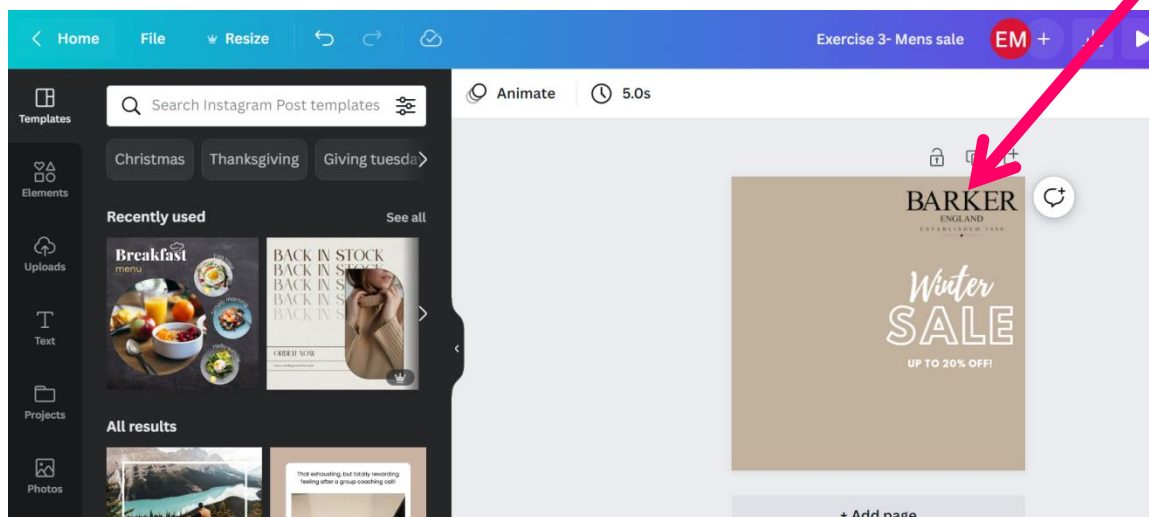 Home File Resize Exercise 3- Mens sale EM +
Animate 5.0s
Templates
Elements
Uploads
Text
Projects
Photos
Search Instagram Post templates
Christmas Thanksgiving Giving tuesda
Recently used See all
Breakfast
menu
BACK IN STOCK
BACK IN STOCK
BACK IN S
BACK IN S
BACK IN S
ORDER NOW
All results
That exhausting, but totally rewarding
feeling after a group coaching call!
BARKER
ENGLAND
ESTABLISHED 1880
Winter
SALE
UP TO 20% OFF!
+ Add page